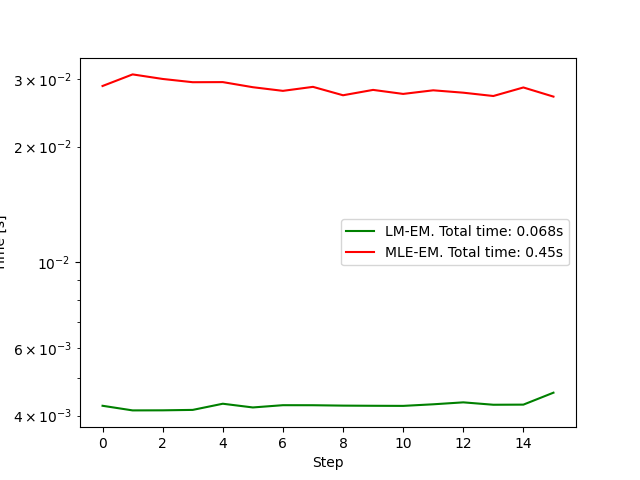 3 × 10⁻²
2 × 10⁻²
10⁻²
6 × 10⁻³
4 × 10⁻³
LM-EM. Total time: 0.068s
MLE-EM. Total time: 0.45s
0 2 4 6 8 10 12 14
Step